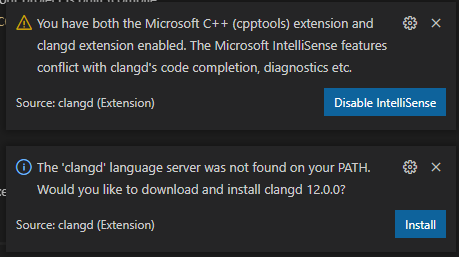 You have both the Microsoft C++ (cpptools) extension and
clangd extension enabled. The Microsoft IntelliSense features
conflict with clangd's code completion, diagnostics etc.
Source: clangd (Extension)
Disable IntelliSense
The 'clangd' language server was not found on your PATH.
Would you like to download and install clangd 12.0.0?
Source: clangd (Extension)
Install